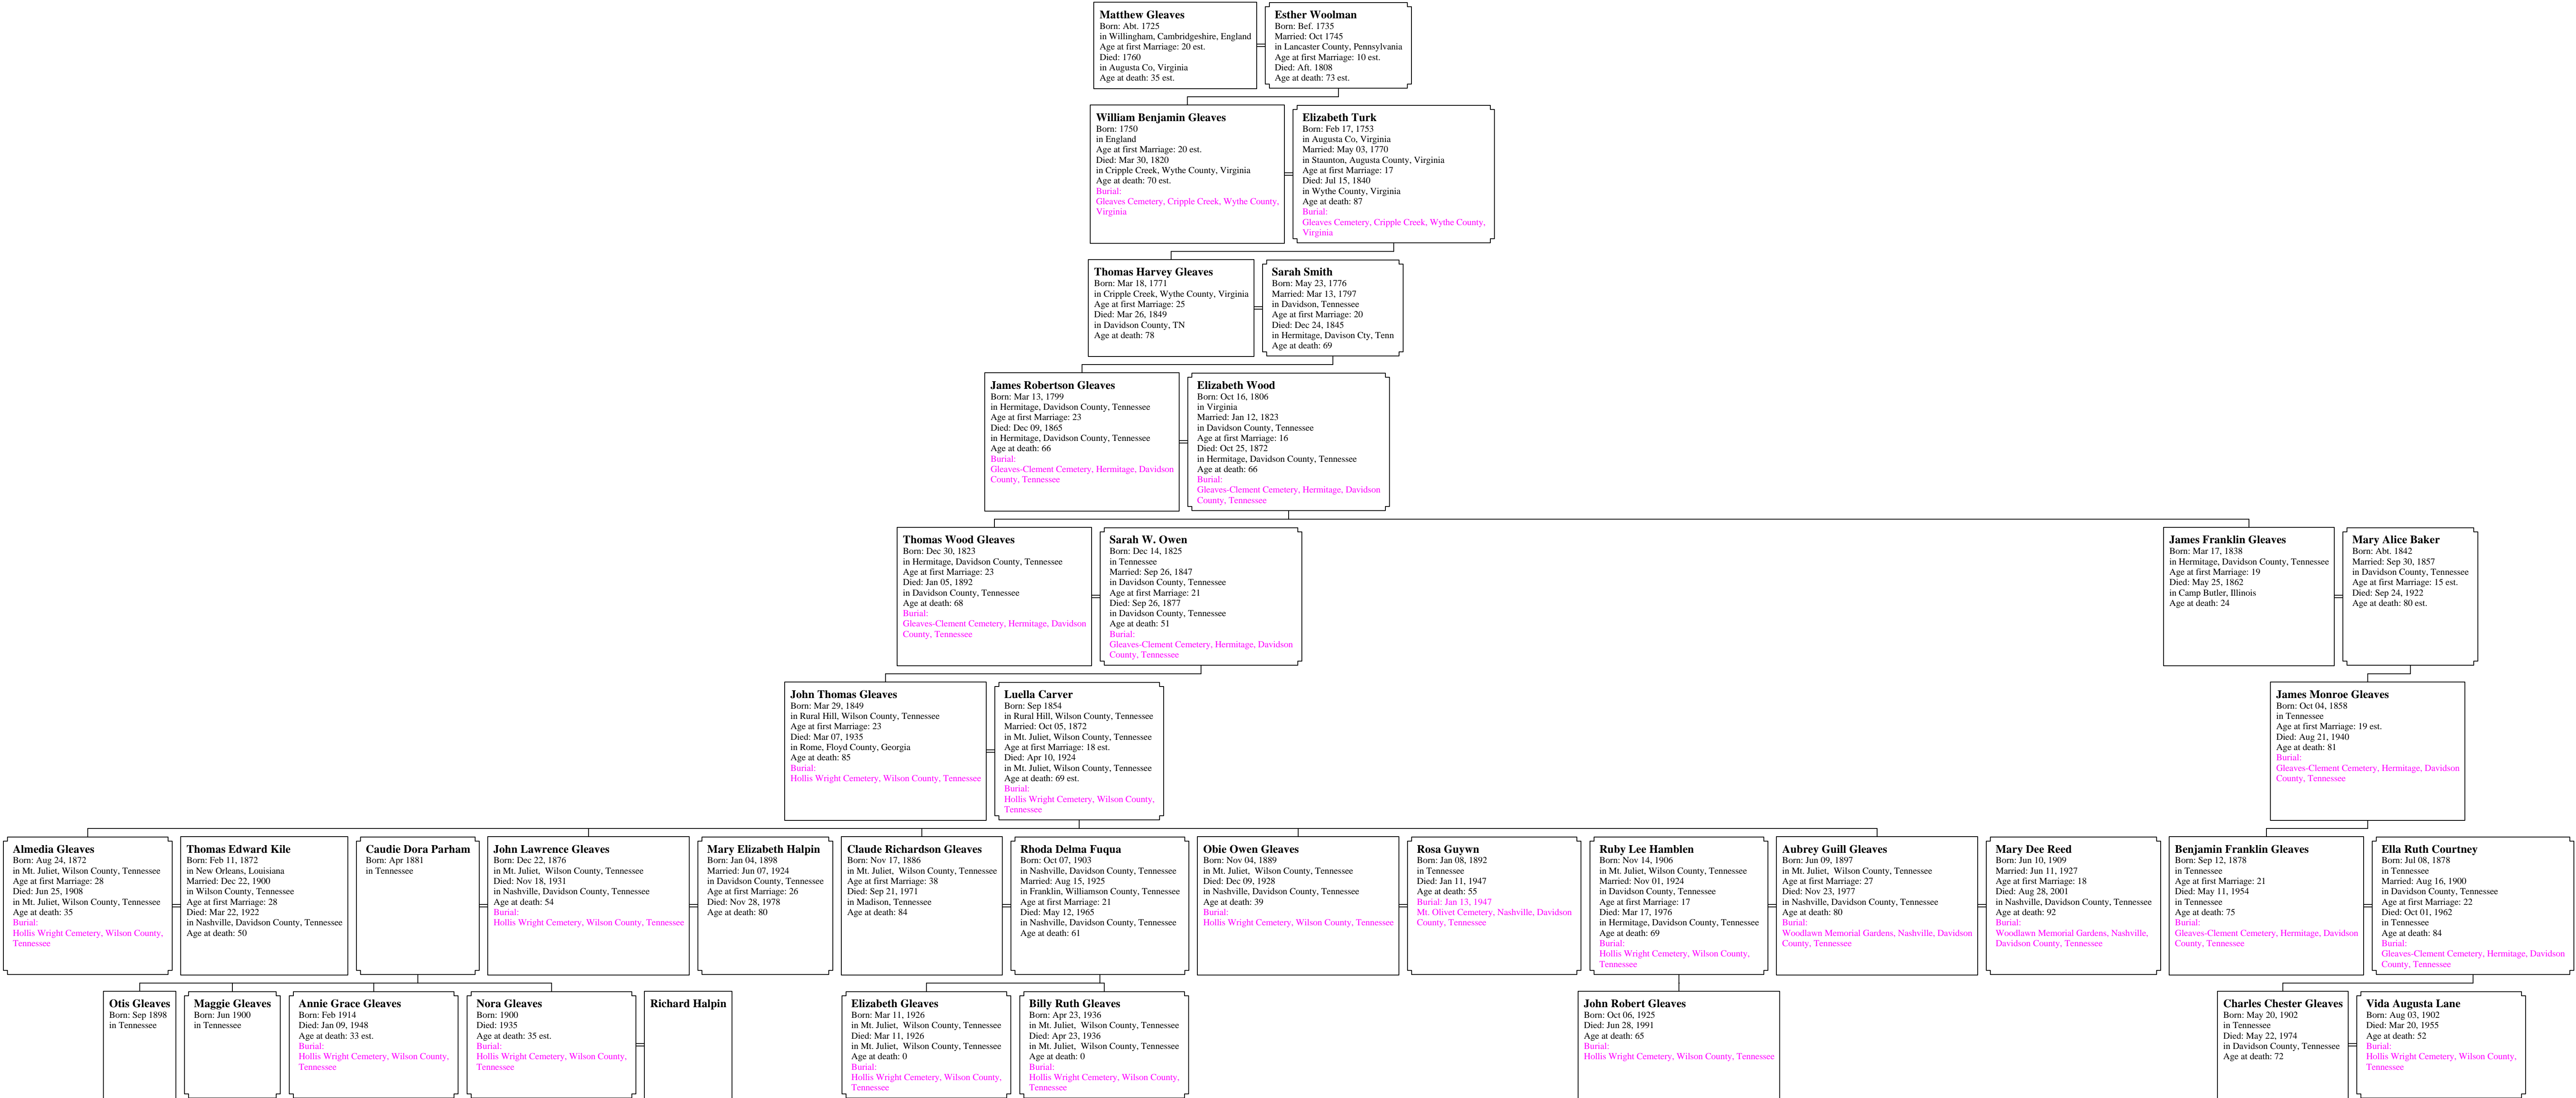 Matthew Gleaves
Born: Abt. 1725
in Willingham, Cambridgeshire, England
Age at first Marriage: 20 est.
Died: 1760
in Augusta Co, Virginia
Age at death: 35 est.
Esther Woolman
Born: Bef. 1735
Married: Oct 1745
in Lancaster County, Pennsylvania
Age at first Marriage: 10 est.
Died: Aft. 1808
Age at death: 73 est.
William Benjamin Gleaves
Born: 1750
in England
Age at first Marriage: 20 est.
Died: Mar 30, 1820
in Cripple Creek, Wythe County, Virginia
Age at death: 70 est.
Burial:
Gleaves Cemetery, Cripple Creek, Wythe County,
Virginia
Elizabeth Turk
Born: Feb 17, 1753
in Augusta Co, Virginia
Married: May 03, 1770
in Staunton, Augusta County, Virginia
Age at first Marriage: 17
Died: Jul 15, 1840
in Wythe County, Virginia
Age at death: 87
Burial:
Gleaves Cemetery, Cripple Creek, Wythe County,
Virginia
Thomas Harvey Gleaves
Born: Mar 18, 1771
in Cripple Creek, Wythe County, Virginia
Age at first Marriage: 25
Died: Mar 26, 1849
in Davidson County, TN
Age at death: 78
Sarah Smith
Born: May 23, 1776
Married: Mar 13, 1797
in Davidson, Tennessee
Age at first Marriage: 20
Died: Dec 24, 1845
in Hermitage, Davison Cty, Tenn
Age at death: 69
James Robertson Gleaves
Born: Mar 13, 1799
in Hermitage, Davidson County, Tennessee
Age at first Marriage: 23
Died: Dec 09, 1865
in Hermitage, Davidson County, Tennessee
Age at death: 66
Burial:
Gleaves-Clement Cemetery, Hermitage, Davidson
County, Tennessee
Elizabeth Wood
Born: Oct 16, 1806
in Virginia
Married: Jan 12, 1823
in Davidson County, Tennessee
Age at first Marriage: 16
Died: Oct 25, 1872
in Hermitage, Davidson County, Tennessee
Age at death: 66
Burial:
Gleaves-Clement Cemetery, Hermitage, Davidson
County, Tennessee
Thomas Wood Gleaves
Born: Dec 30, 1823
in Hermitage, Davidson County, Tennessee
Age at first Marriage: 23
Died: Jan 05, 1892
in Davidson County, Tennessee
Age at death: 68
Burial:
Gleaves-Clement Cemetery, Hermitage, Davidson
County, Tennessee
Sarah W. Owen
Born: Dec 14, 1825
in Tennessee
Married: Sep 26, 1847
in Davidson County, Tennessee
Age at first Marriage: 21
Died: Sep 26, 1877
in Davidson County, Tennessee
Age at death: 51
Burial:
Gleaves-Clement Cemetery, Hermitage, Davidson
County, Tennessee
James Franklin Gleaves
Born: Mar 17, 1838
in Hermitage, Davidson County, Tennessee
Age at first Marriage: 19
Died: May 25, 1862
in Camp Butler, Illinois
Age at death: 24
Mary Alice Baker
Born: Abt. 1842
Married: Sep 30, 1857
in Davidson County, Tennessee
Age at first Marriage: 15 est.
Died: Sep 24, 1922
Age at death: 80 est.
John Thomas Gleaves
Born: Mar 29, 1849
in Rural Hill, Wilson County, Tennessee
Age at first Marriage: 23
Died: Mar 07, 1935
in Rome, Floyd County, Georgia
Age at death: 85
Burial:
Hollis Wright Cemetery, Wilson County, Tennessee
Luella Carver
Born: Sep 1854
in Rural Hill, Wilson County, Tennessee
Married: Oct 05, 1872
in Mt. Juliet, Wilson County, Tennessee
Age at first Marriage: 18 est.
Died: Apr 10, 1924
in Mt. Juliet, Wilson County, Tennessee
Age at death: 69 est.
Burial:
Hollis Wright Cemetery, Wilson County,
Tennessee
James Monroe Gleaves
Born: Oct 04, 1858
in Tennessee
Age at first Marriage: 19 est.
Died: Aug 21, 1940
Age at death: 81
Burial:
Gleaves-Clement Cemetery, Hermitage, Davidson
County, Tennessee
Almedia Gleaves
Born: Aug 24, 1872
in Mt. Juliet, Wilson County, Tennessee
Age at first Marriage: 28
Died: Jun 25, 1908
in Mt. Juliet, Wilson County, Tennessee
Age at death: 35
Burial:
Hollis Wright Cemetery, Wilson County,
Tennessee
Thomas Edward Kile
Born: Feb 11, 1872
in New Orleans, Louisiana
Married: Dec 22, 1900
in Wilson County, Tennessee
Age at first Marriage: 28
Died: Mar 22, 1922
in Nashville, Davidson County, Tennessee
Age at death: 50
Caudie Dora Parham
Born: Apr 1881
in Tennessee
John Lawrence Gleaves
Born: Dec 22, 1876
in Mt. Juliet, Wilson County, Tennessee
Died: Nov 18, 1931
in Nashville, Davidson County, Tennessee
Age at death: 54
Burial:
Hollis Wright Cemetery, Wilson County, Tennessee
Mary Elizabeth Halpin
Born: Jan 04, 1898
Married: Jun 07, 1924
in Davidson County, Tennessee
Age at first Marriage: 26
Died: Nov 28, 1978
Age at death: 80
Claude Richardson Gleaves
Born: Nov 17, 1886
in Mt. Juliet, Wilson County, Tennessee
Age at first Marriage: 38
Died: Sep 21, 1971
in Madison, Tennessee
Age at death: 84
Rhoda Delma Fuqua
Born: Oct 07, 1903
in Nashville, Davidson County, Tennessee
Married: Aug 15, 1925
in Franklin, Williamson County, Tennessee
Age at first Marriage: 21
Died: May 12, 1965
in Nashville, Davidson County, Tennessee
Age at death: 61
Obie Owen Gleaves
Born: Nov 04, 1889
in Mt. Juliet, Wilson County, Tennessee
Died: Dec 09, 1928
in Nashville, Davidson County, Tennessee
Age at death: 39
Burial:
Hollis Wright Cemetery, Wilson County, Tennessee
Rosa Guywn
Born: Jan 08, 1892
in Tennessee
Died: Jan 11, 1947
Age at death: 55
Burial: Jan 13, 1947
Mt. Olivet Cemetery, Nashville, Davidson
County, Tennessee
Ruby Lee Hamblen
Born: Nov 14, 1906
in Mt. Juliet, Wilson County, Tennessee
Married: Nov 01, 1924
in Davidson County, Tennessee
Age at first Marriage: 17
Died: Mar 17, 1976
in Hermitage, Davidson County, Tennessee
Age at death: 69
Burial:
Hollis Wright Cemetery, Wilson County,
Tennessee
Aubrey Guill Gleaves
Born: Jun 09, 1897
in Mt. Juliet, Wilson County, Tennessee
Age at first Marriage: 27
Died: Nov 23, 1977
in Nashville, Davidson County, Tennessee
Age at death: 80
Burial:
Woodlawn Memorial Gardens, Nashville, Davidson
County, Tennessee
Mary Dee Reed
Born: Jun 10, 1909
Married: Jun 11, 1927
Age at first Marriage: 18
Died: Aug 28, 2001
in Nashville, Davidson County, Tennessee
Age at death: 92
Burial:
Woodlawn Memorial Gardens, Nashville,
Davidson County, Tennessee
Benjamin Franklin Gleaves
Born: Sep 12, 1878
in Tennessee
Age at first Marriage: 21
Died: May 11, 1954
in Tennessee
Age at death: 75
Burial:
Gleaves-Clement Cemetery, Hermitage, Davidson
County, Tennessee
Ella Ruth Courtney
Born: Jul 08, 1878
in Tennessee
Married: Aug 16, 1900
in Davidson County, Tennessee
Age at first Marriage: 22
Died: Oct 01, 1962
in Tennessee
Age at death: 84
Burial:
Gleaves-Clement Cemetery, Hermitage, Davidson
County, Tennessee
Otis Gleaves
Born: Sep 1898
in Tennessee
Maggie Gleaves
Born: Jun 1900
in Tennessee
Annie Grace Gleaves
Born: Feb 1914
Died: Jan 09, 1948
Age at death: 33 est.
Burial:
Hollis Wright Cemetery, Wilson County,
Tennessee
Nora Gleaves
Born: 1900
Died: 1935
Age at death: 35 est.
Burial:
Hollis Wright Cemetery, Wilson County,
Tennessee
Richard Halpin
Elizabeth Gleaves
Born: Mar 11, 1926
in Mt. Juliet, Wilson County, Tennessee
Died: Mar 11, 1926
in Mt. Juliet, Wilson County, Tennessee
Age at death: 0
Burial:
Hollis Wright Cemetery, Wilson County,
Tennessee
Billy Ruth Gleaves
Born: Apr 23, 1936
in Mt. Juliet, Wilson County, Tennessee
Died: Apr 23, 1936
in Mt. Juliet, Wilson County, Tennessee
Age at death: 0
Burial:
Hollis Wright Cemetery, Wilson County,
Tennessee
John Robert Gleaves
Born: Oct 06, 1925
Died: Jun 28, 1991
Age at death: 65
Burial:
Hollis Wright Cemetery, Wilson County, Tennessee
Charles Chester Gleaves
Born: May 20, 1902
in Tennessee
Died: May 22, 1974
in Davidson County, Tennessee
Age at death: 72
Vida Augusta Lane
Born: Aug 03, 1902
Died: Mar 20, 1955
Age at death: 52
Burial:
Hollis Wright Cemetery, Wilson County,
Tennessee